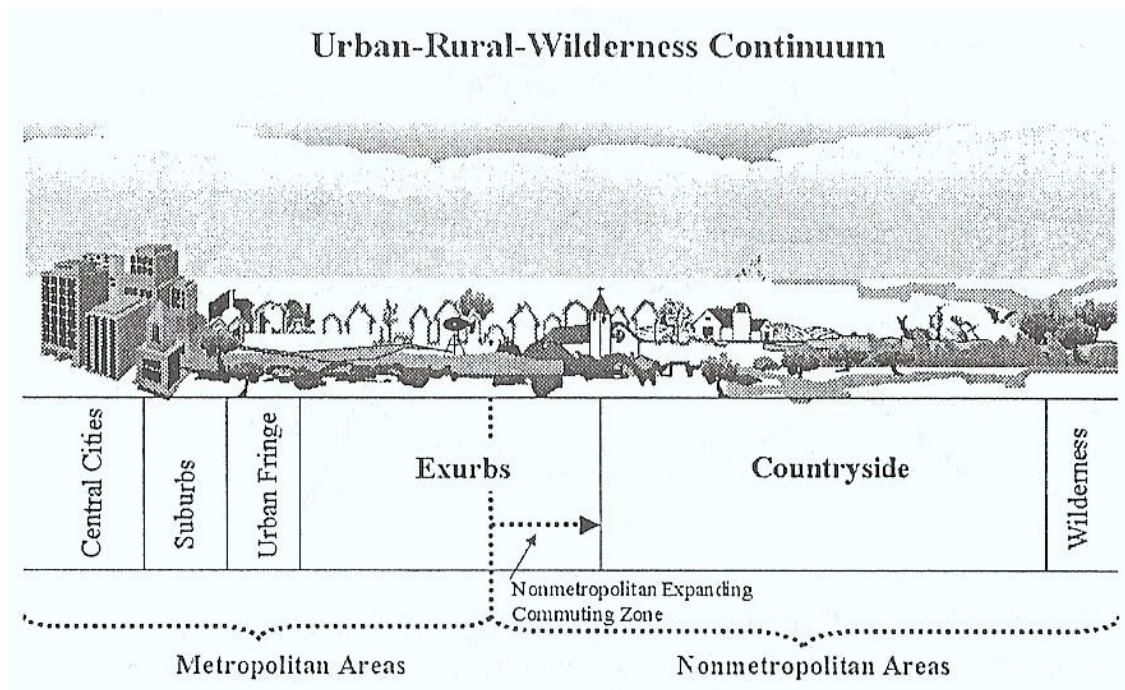 Urban-Rural-Wilderness Continuum
Central Cities
Suburbs
Urban Fringe
Exurbs
Countryside
Wilderness
Nonmetropolitan Expanding
Commuting Zone
Metropolitan Areas
Nonmetropolitan Areas